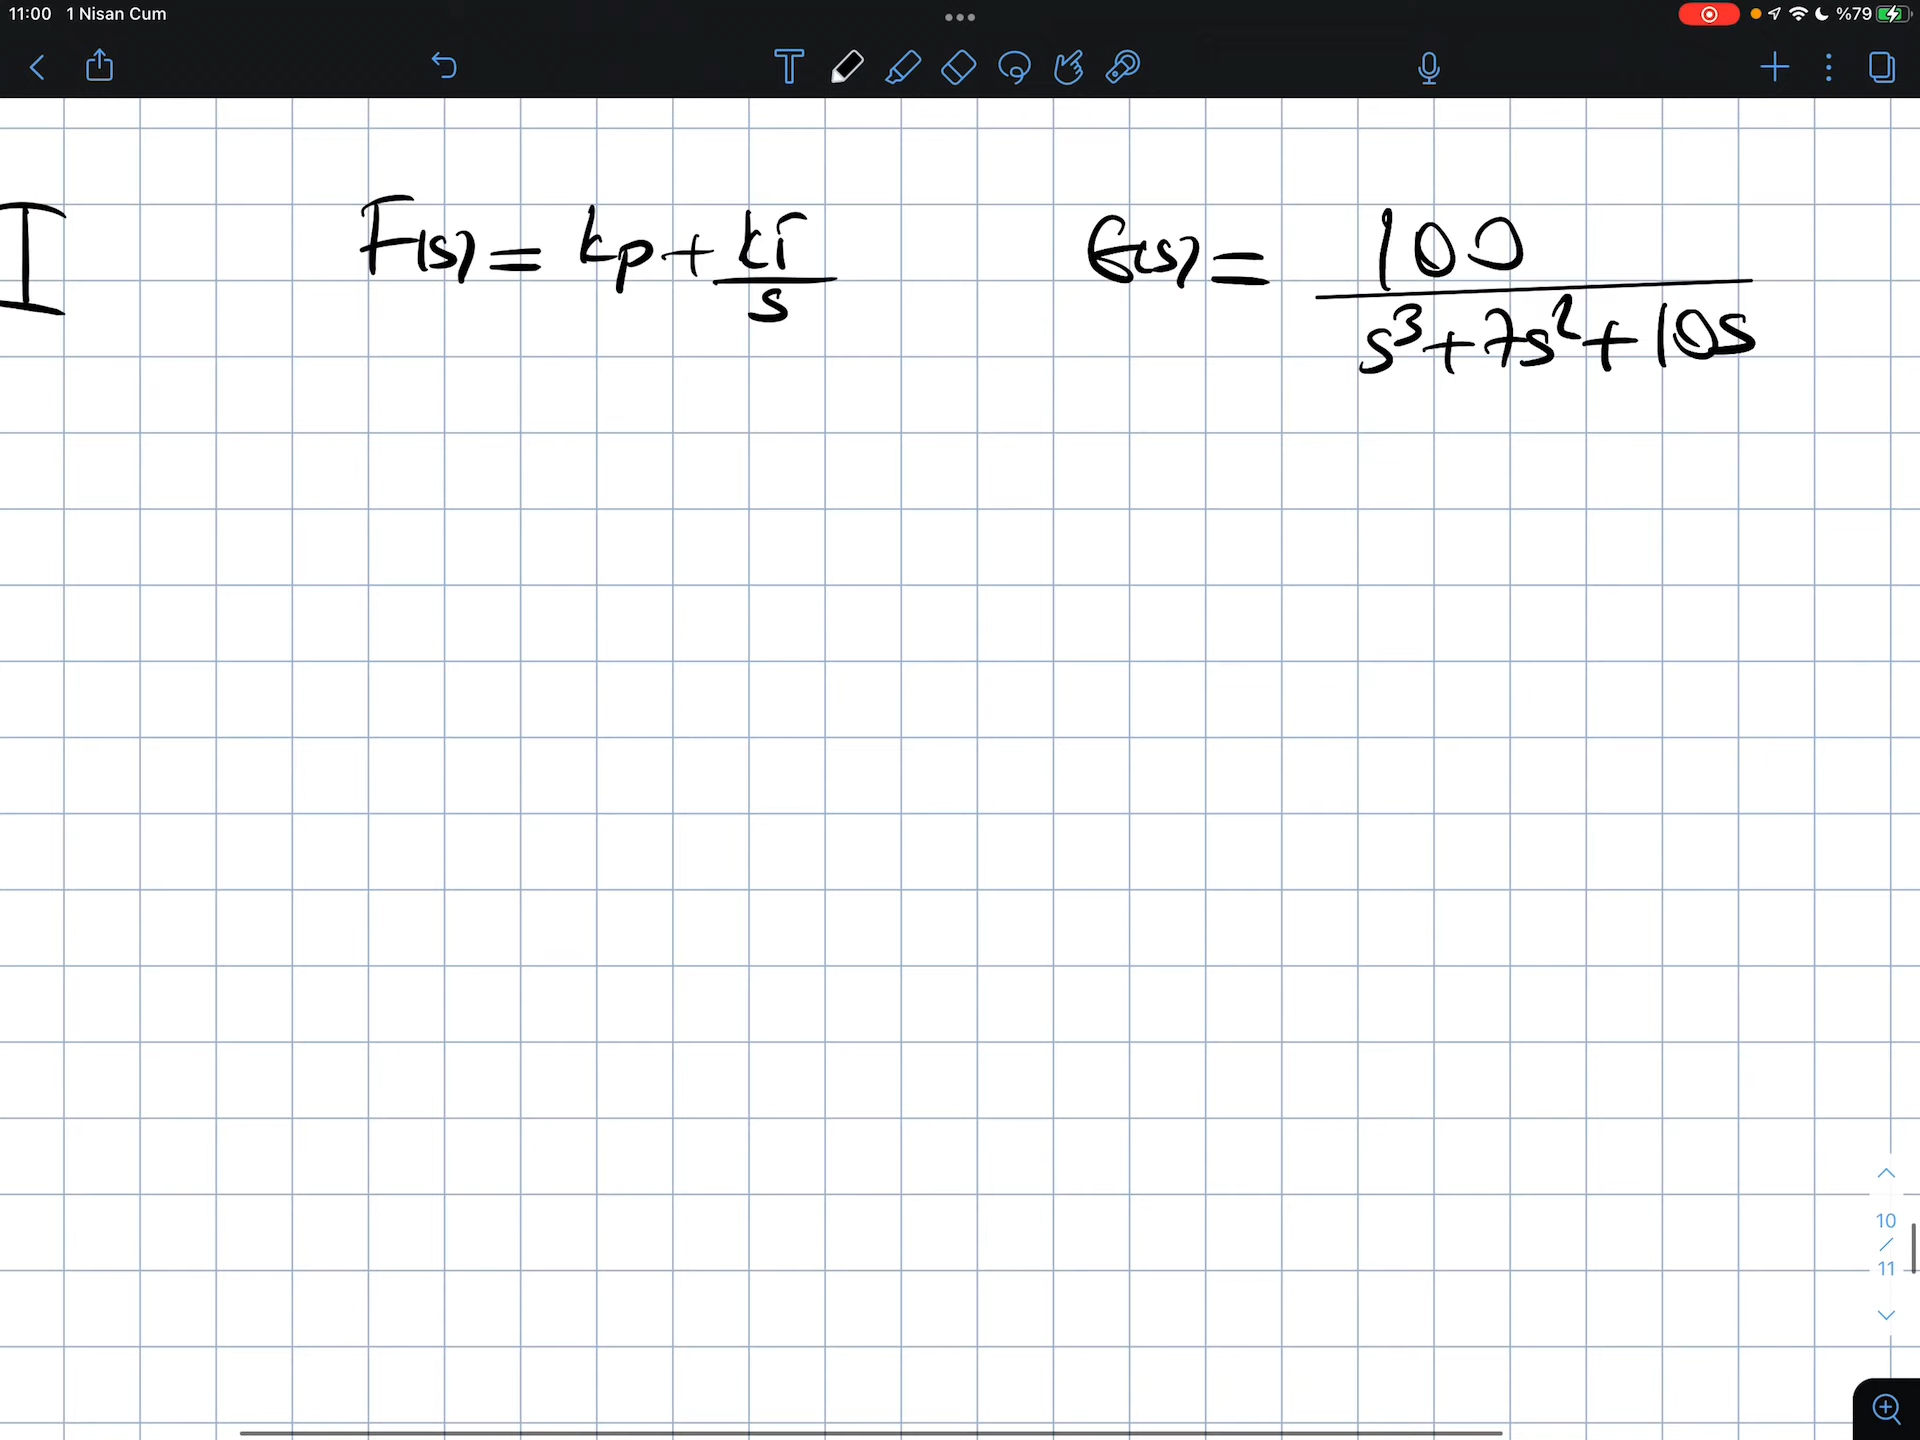 11:00 1 Nisan Cum %79
I F(s) = kp + ki/s G(s) = 100/(s³+7s²+10s)
10
/
11